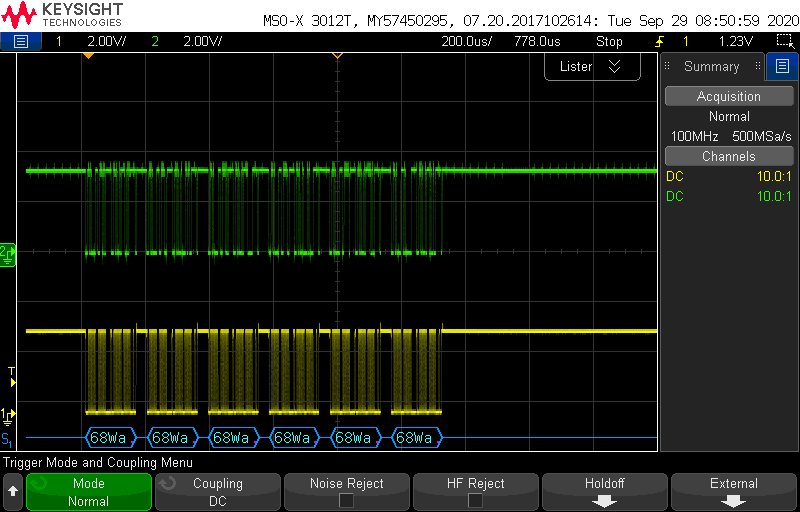 KEYSIGHT
TECHNOLOGIES
MSO-X 3012T, MY57450295, 07.20.2017102614: Tue Sep 29 08:50:59 2020
1 2.00V/ 2 2.00V/ 200.0us/ 778.0us Stop 1 1.23V
Lister
Summary
Acquisition
Normal
100MHz 500MSa/s
Channels
DC 10.0:1
DC 10.0:1
2
T
1
S1
68Wa 68Wa 68Wa 68Wa 68Wa 68Wa
Trigger Mode and Coupling Menu
Mode
Normal
Coupling
DC
Noise Reject
HF Reject
Holdoff
External